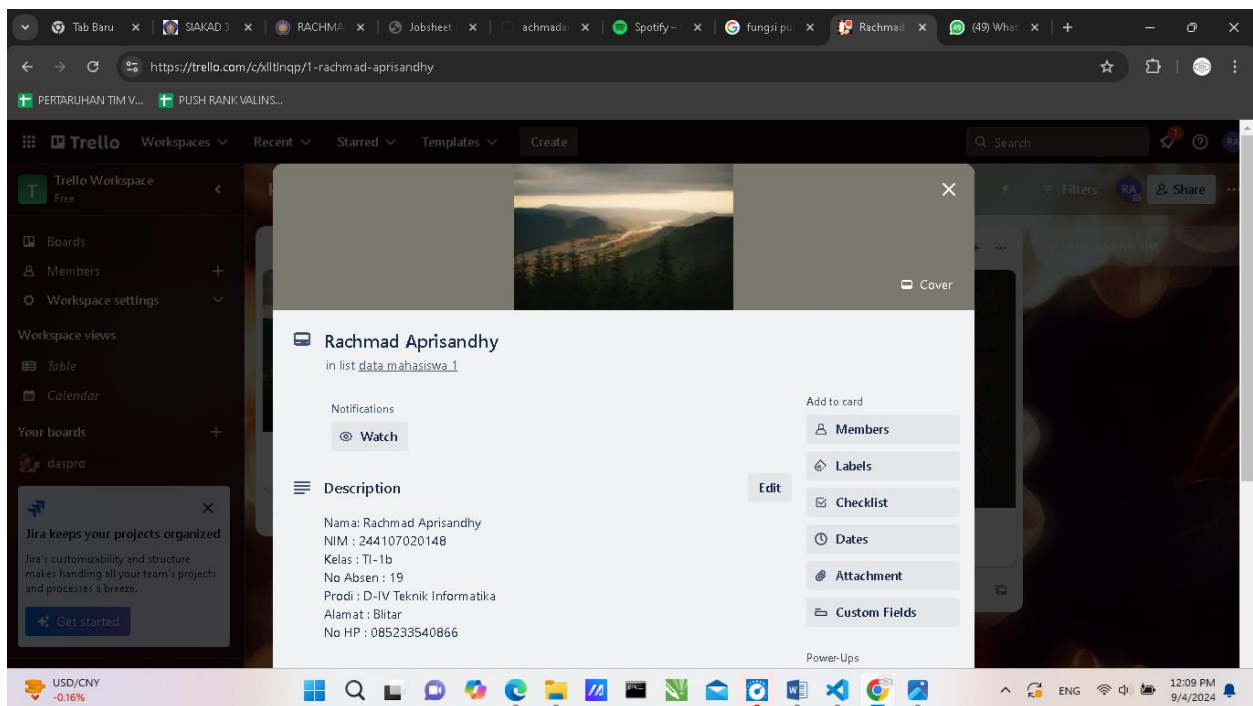 Tab Baru
SIAKAD 3
RACHMA
Jobsheet
achmada
Spotify –
fungsi pu
Rachmad
(49) What
https://trello.com/c/xlltlnqp/1-rachmad-aprisandhy
PERTARUHAN TIM V...
PUSH RANK VALINS...
Trello
Workspaces
Recent
Starred
Templates
Create
Search
1
RA
Trello Workspace
T
Free
Filters
RA
Share
Boards
Members
Workspace settings
Workspace views
Table
Calendar
Your boards
daspro
Jira keeps your projects organized
Jira's customizability and structure
makes handling all your team's projects
and processes a breeze.
Get started
Cover
Rachmad Aprisandhy
in list data mahasiswa 1
Notifications
Watch
Description
Edit
Nama: Rachmad Aprisandhy
NIM : 244107020148
Kelas : TI-1b
No Absen : 19
Prodi : D-IV Teknik Informatika
Alamat : Blitar
No HP : 085233540866
Add to card
Members
Labels
Checklist
Dates
Attachment
Custom Fields
Power-Ups
USD/CNY
-0.16%
ENG
12:09 PM
9/4/2024